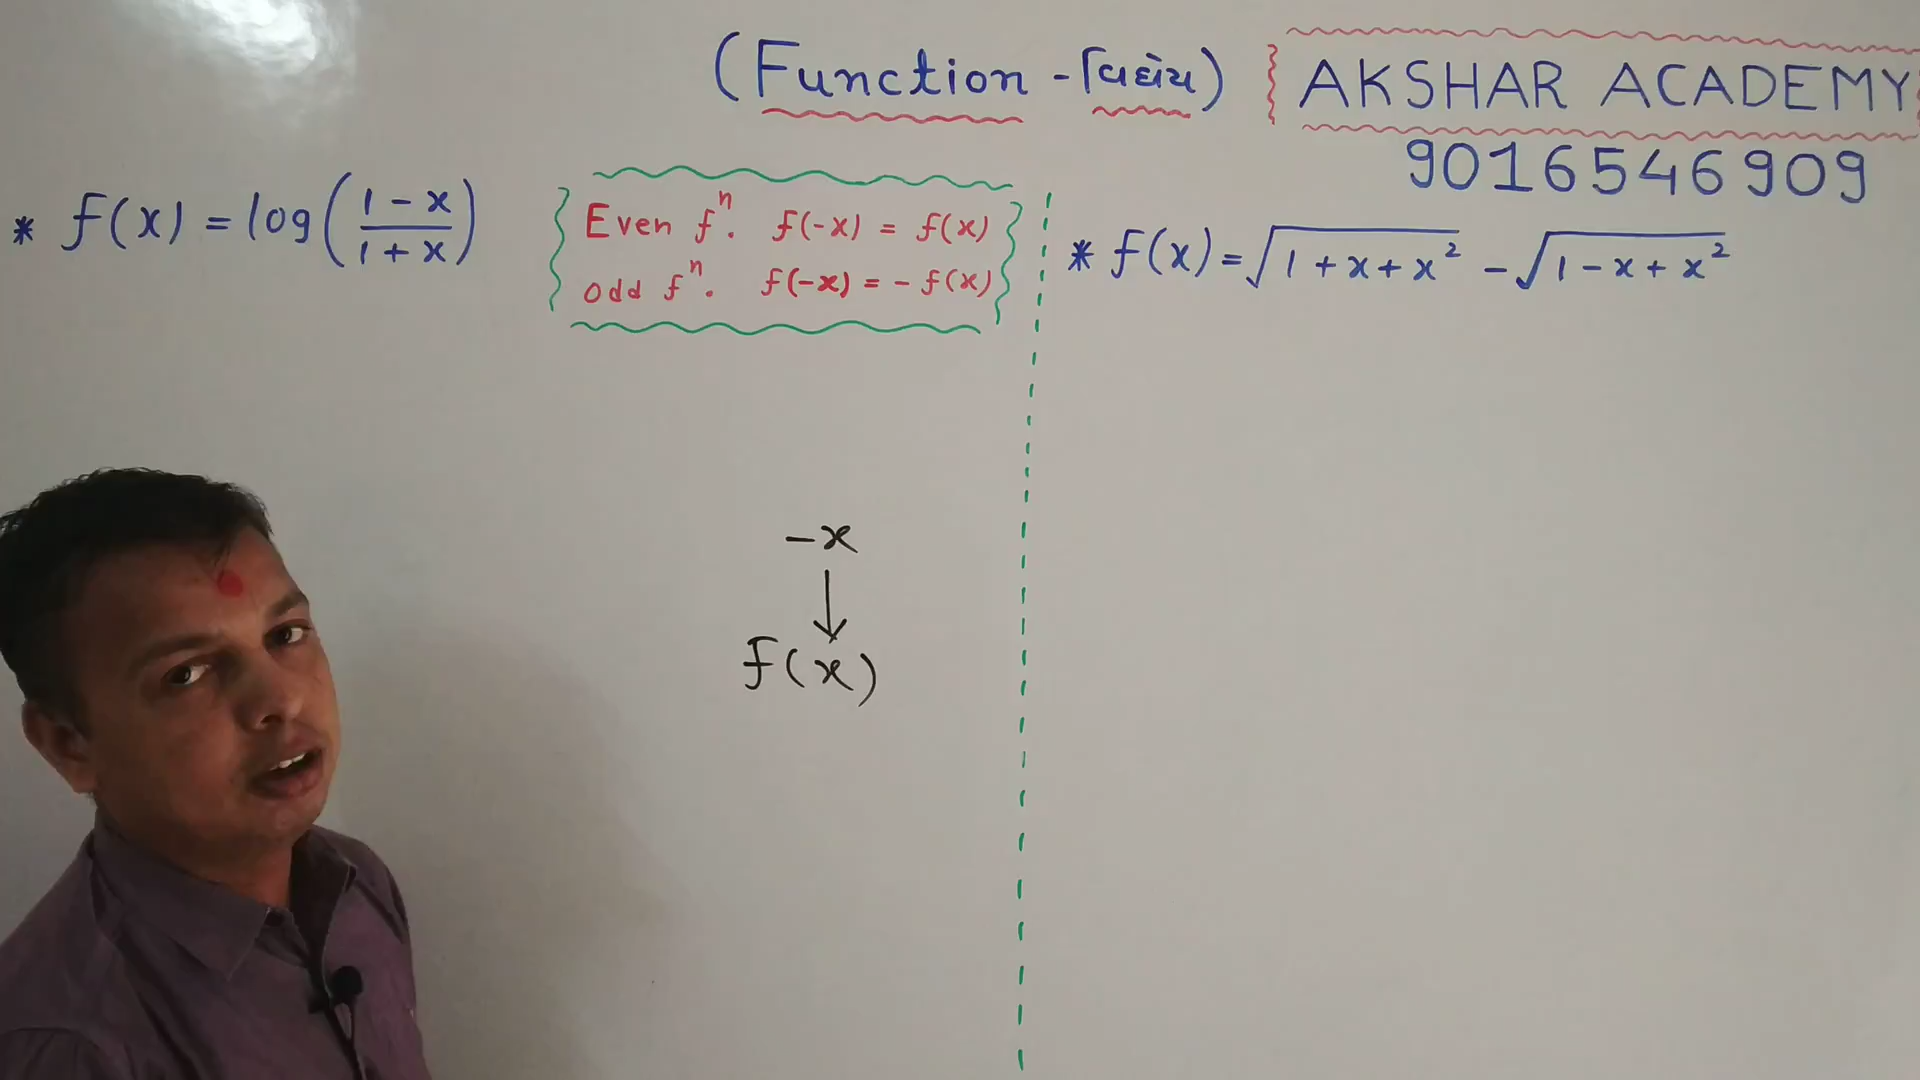 (Function - વિધેય)
AKSHAR ACADEMY
9016546909
* f(x) = log((1-x)/(1+x))
Even fⁿ. f(-x) = f(x)
odd fⁿ. f(-x) = - f(x)
* f(x) = √(1+x+x²) - √(1-x+x²)
-x
↓
f(x)